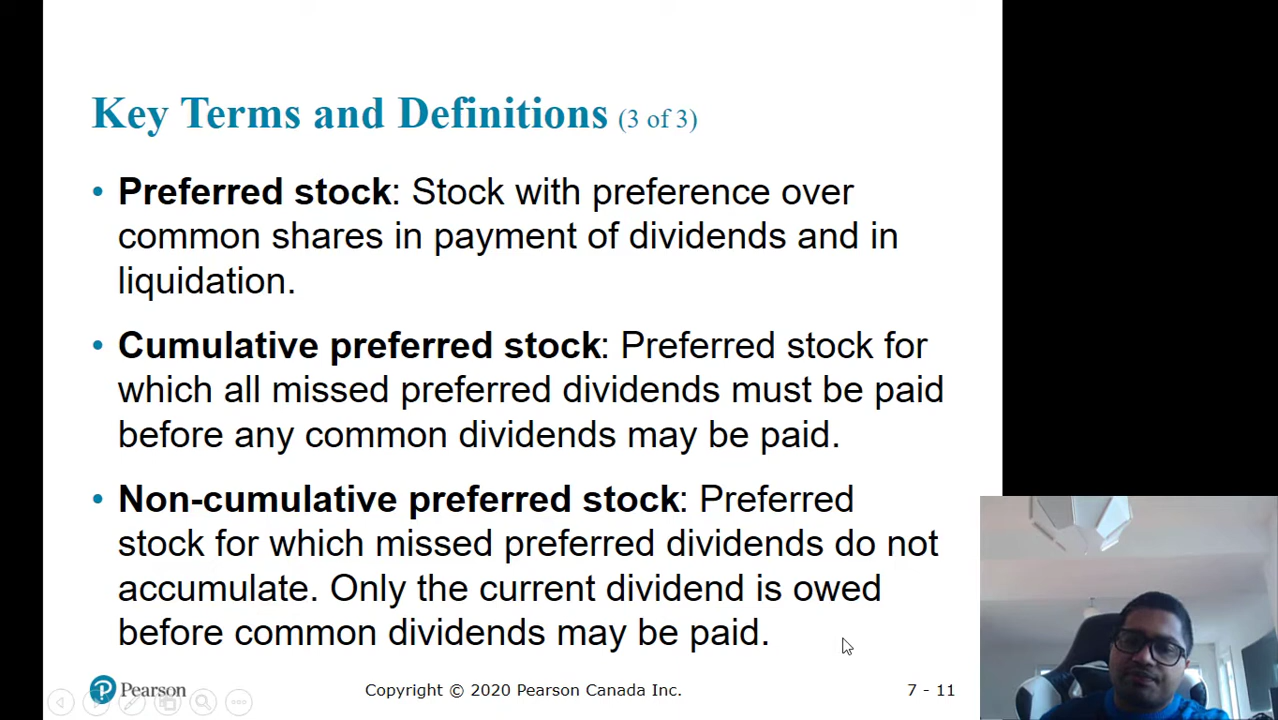 Key Terms and Definitions (3 of 3)
• Preferred stock: Stock with preference over
common shares in payment of dividends and in
liquidation.
• Cumulative preferred stock: Preferred stock for
which all missed preferred dividends must be paid
before any common dividends may be paid.
• Non-cumulative preferred stock: Preferred
stock for which missed preferred dividends do not
accumulate. Only the current dividend is owed
before common dividends may be paid.
Pearson
Copyright © 2020 Pearson Canada Inc.
7 - 11